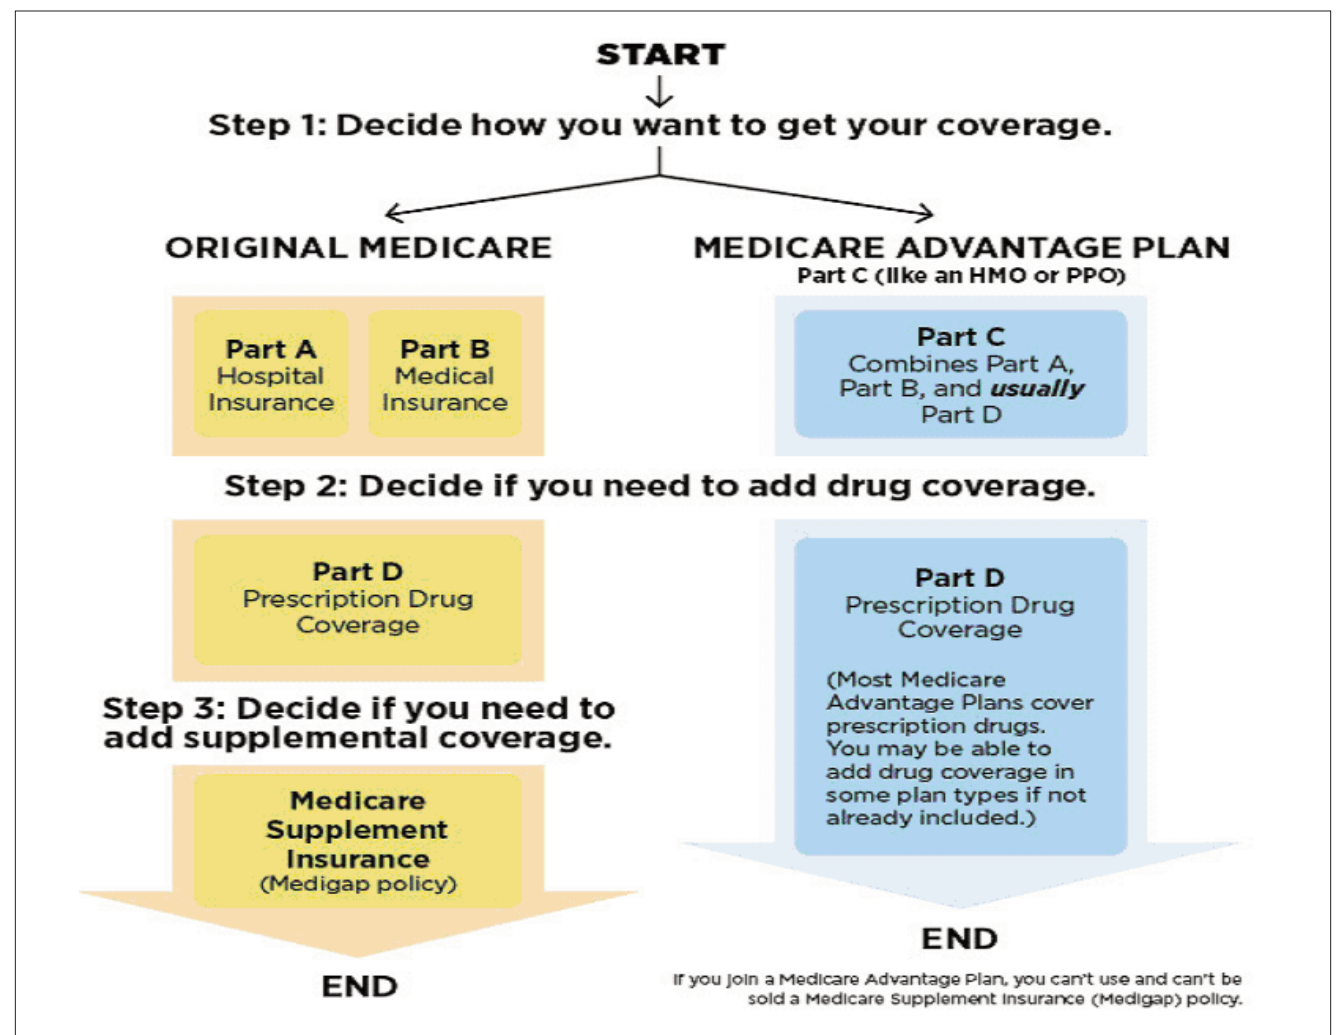 START
Step 1: Decide how you want to get your coverage.
ORIGINAL MEDICARE
MEDICARE ADVANTAGE PLAN
Part C (like an HMO or PPO)
Part A
Hospital
Insurance
Part B
Medical
Insurance
Part C
Combines Part A,
Part B, and usually
Part D
Step 2: Decide if you need to add drug coverage.
Part D
Prescription Drug
Coverage
Step 3: Decide if you need to
add supplemental coverage.
Medicare
Supplement
Insurance
(Medigap policy)
END
Part D
Prescription Drug
Coverage
(Most Medicare
Advantage Plans cover
prescription drugs.
You may be able to
add drug coverage in
some plan types if not
already included.)
END
If you join a Medicare Advantage Plan, you can't use and can't be
sold a Medicare Supplement Insurance (Medigap) policy.